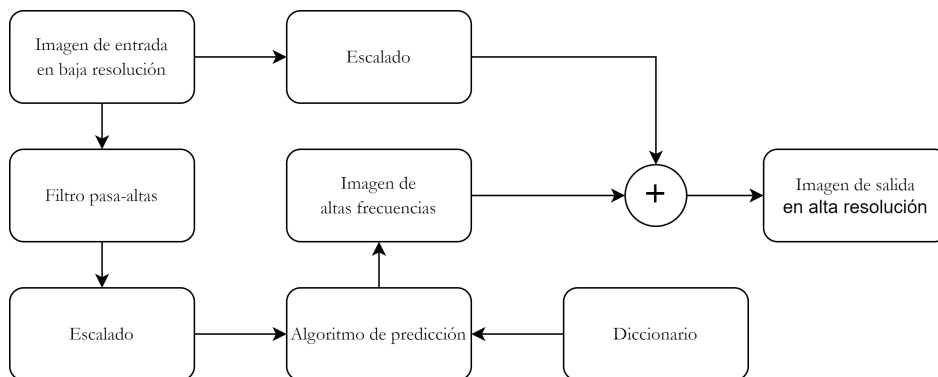 Imagen de entrada
en baja resolución
Escalado
Filtro pasa-altas
Imagen de
altas frecuencias
+
Imagen de salida
en alta resolución
Escalado
Algoritmo de predicción
Diccionario